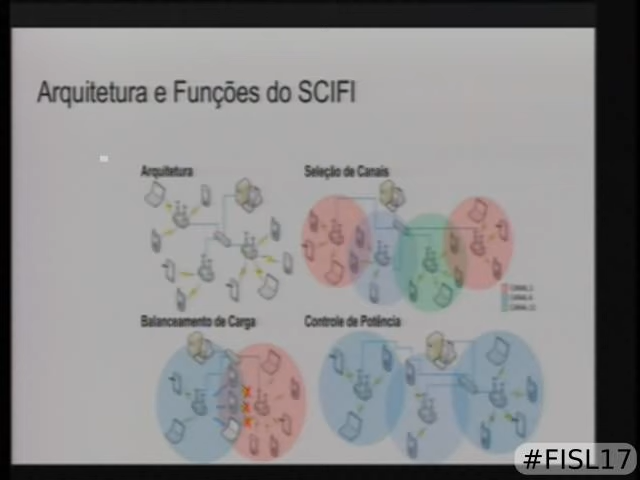 Arquitetura e Funções do SCIFI
Arquitetura
Seleção de Canais
Balanceamento de Carga
Controle de Potência
#FISL17